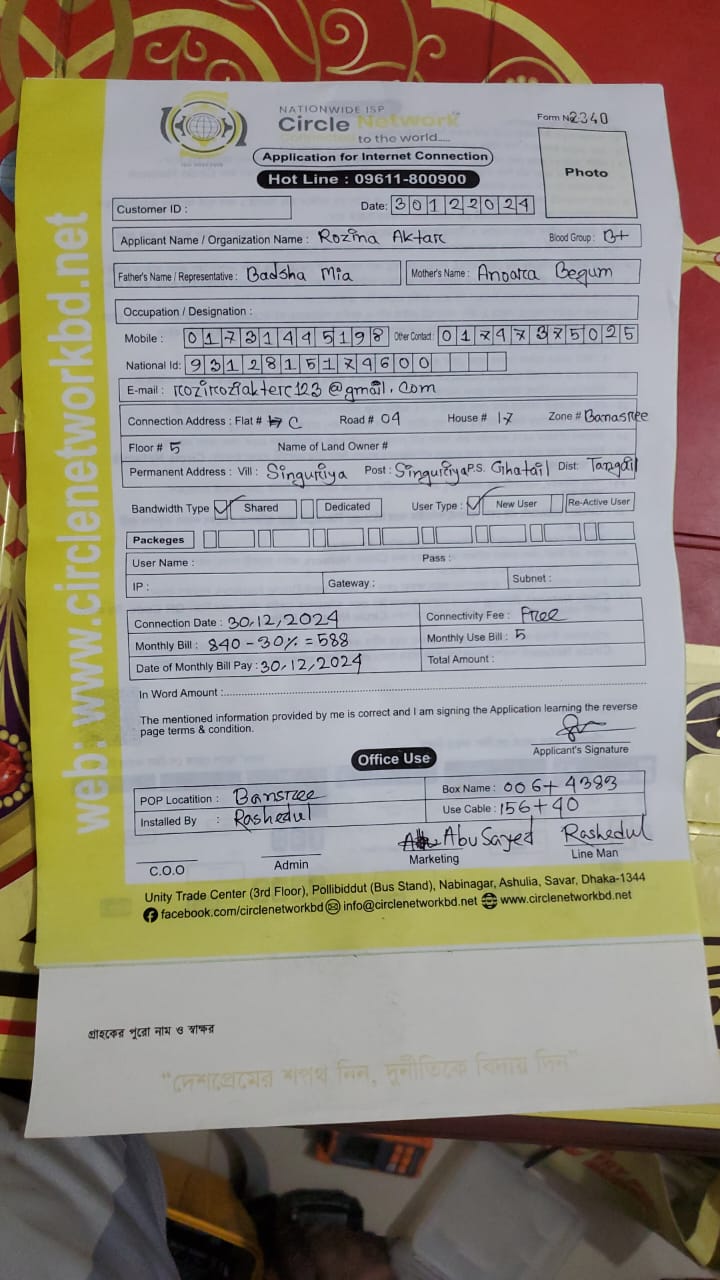 NATIONWIDE ISP
Circle Network
Connected to the world.....
Form No 2340
Application for Internet Connection
Hot Line : 09611-800900
Photo
Customer ID :
Date: 30122024
Applicant Name / Organization Name : Rozina Aktar Blood Group : B+
Father's Name / Representative : Badsha Mia Mother's Name : Anoara Begum
Occupation / Designation :
Mobile : 01731445198 Other Contact : 01747375025
National Id: 9312815174600
E-mail : roziroziakter123@gmail.com
Connection Address : Flat # C Road # 04 House # 17 Zone # Banasree
Floor # 5 Name of Land Owner #
Permanent Address : Vill : Singuriya Post : Singuriya P.S. Ghatail Dist: Tangail
Bandwidth Type Shared Dedicated User Type : New User Re-Active User
Packeges
User Name : Pass :
IP : Gateway : Subnet :
Connection Date : 30,12,2024 Connectivity Fee : Free
Monthly Bill : 840 - 30% = 588 Monthly Use Bill : 5
Date of Monthly Bill Pay : 30,12,2024 Total Amount :
In Word Amount :
The mentioned information provided by me is correct and I am signing the Application learning the reverse
page terms & condition.
Applicant's Signature
Office Use
POP Locatition : Bansree Box Name : 006+4383
Installed By : Rashedul Use Cable : 156+40
Abu Sayed Rashedul
C.O.O Admin Marketing Line Man
Unity Trade Center (3rd Floor), Pollibiddut (Bus Stand), Nabinagar, Ashulia, Savar, Dhaka-1344
facebook.com/circlenetworkbd info@circlenetworkbd.net www.circlenetworkbd.net
web: www.circlenetworkbd.net
গ্রাহকের পুরো নাম ও স্বাক্ষর
“দেশপ্রেমের শপথ নিন, দুর্নীতিকে বিদায় দিন”